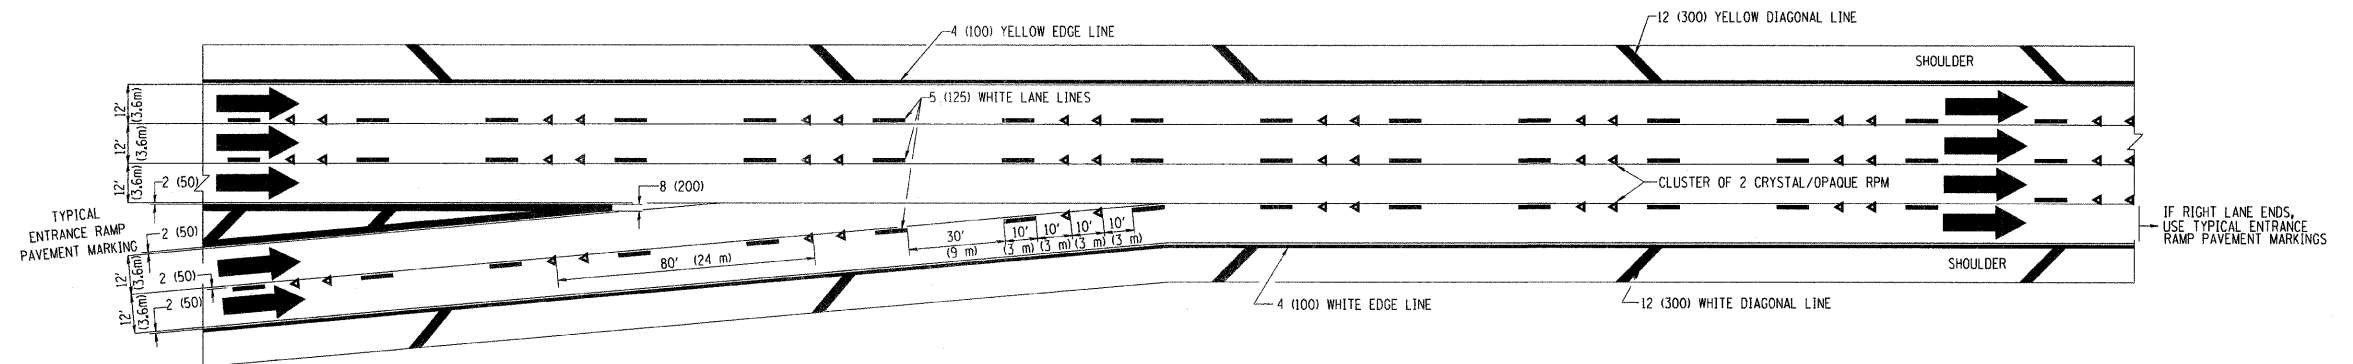 12 (300) YELLOW DIAGONAL LINE
4 (100) YELLOW EDGE LINE
SHOULDER
5 (125) WHITE LANE LINES
12'
(3.6m)
12'
(3.6m)
12'
(3.6m)
2 (50)
8 (200)
CLUSTER OF 2 CRYSTAL/OPAQUE RPM
TYPICAL
ENTRANCE RAMP
PAVEMENT MARKING
2 (50)
IF RIGHT LANE ENDS,
USE TYPICAL ENTRANCE
RAMP PAVEMENT MARKINGS
30'
(9 m)
10'
(3 m)
10'
(3 m)
10'
(3 m)
10'
(3 m)
80' (24 m)
12'
(3.6m)
2 (50)
12'
(3.6m)
2 (50)
SHOULDER
4 (100) WHITE EDGE LINE
12 (300) WHITE DIAGONAL LINE